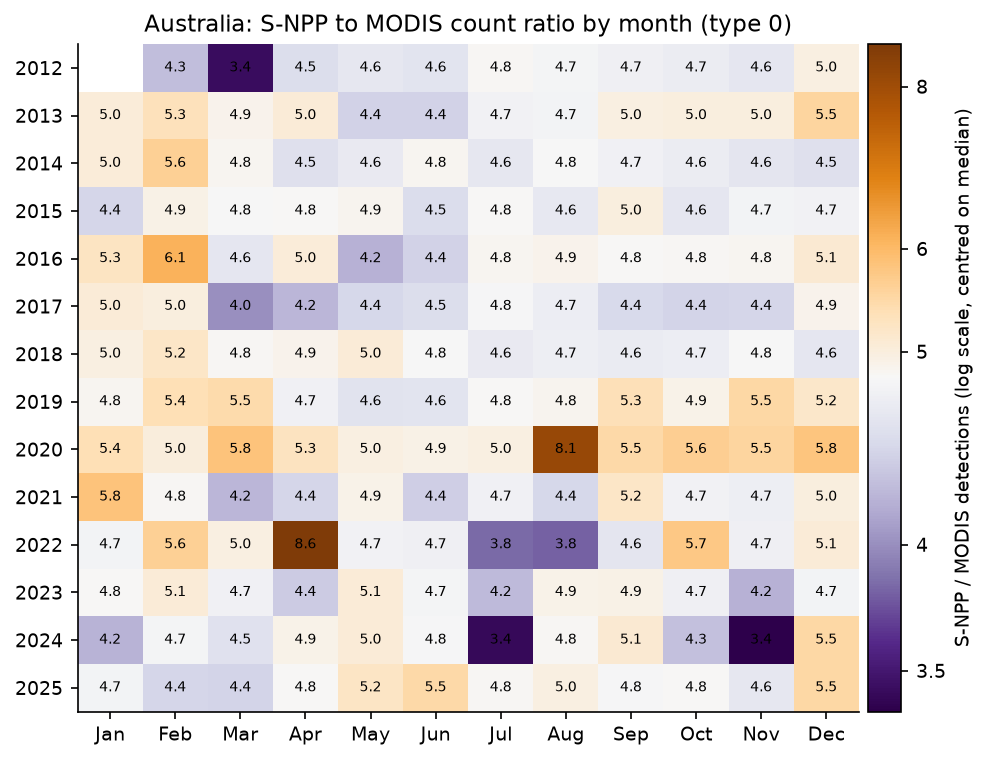 Australia: S-NPP to MODIS count ratio by month (type 0)
2012 4.3 3.4 4.5 4.6 4.6 4.8 4.7 4.7 4.7 4.6 5.0
2013 5.0 5.3 4.9 5.0 4.4 4.4 4.7 4.7 5.0 5.0 5.0 5.5
2014 5.0 5.6 4.8 4.5 4.6 4.8 4.6 4.8 4.7 4.6 4.6 4.5
2015 4.4 4.9 4.8 4.8 4.9 4.5 4.8 4.6 5.0 4.6 4.7 4.7
2016 5.3 6.1 4.6 5.0 4.2 4.4 4.8 4.9 4.8 4.8 4.8 5.1
2017 5.0 5.0 4.0 4.2 4.4 4.5 4.8 4.7 4.4 4.4 4.4 4.9
2018 5.0 5.2 4.8 4.9 5.0 4.8 4.6 4.7 4.6 4.7 4.8 4.6
2019 4.8 5.4 5.5 4.7 4.6 4.6 4.8 4.8 5.3 4.9 5.5 5.2
2020 5.4 5.0 5.8 5.3 5.0 4.9 5.0 8.1 5.5 5.6 5.5 5.8
2021 5.8 4.8 4.2 4.4 4.9 4.4 4.7 4.4 5.2 4.7 4.7 5.0
2022 4.7 5.6 5.0 8.6 4.7 4.7 3.8 3.8 4.6 5.7 4.7 5.1
2023 4.8 5.1 4.7 4.4 5.1 4.7 4.2 4.9 4.9 4.7 4.2 4.7
2024 4.2 4.7 4.5 4.9 5.0 4.8 3.4 4.8 5.1 4.3 3.4 5.5
2025 4.7 4.4 4.4 4.8 5.2 5.5 4.8 5.0 4.8 4.8 4.6 5.5
Jan Feb Mar Apr May Jun Jul Aug Sep Oct Nov Dec
8
6
5
4
3.5
S-NPP / MODIS detections (log scale, centred on median)